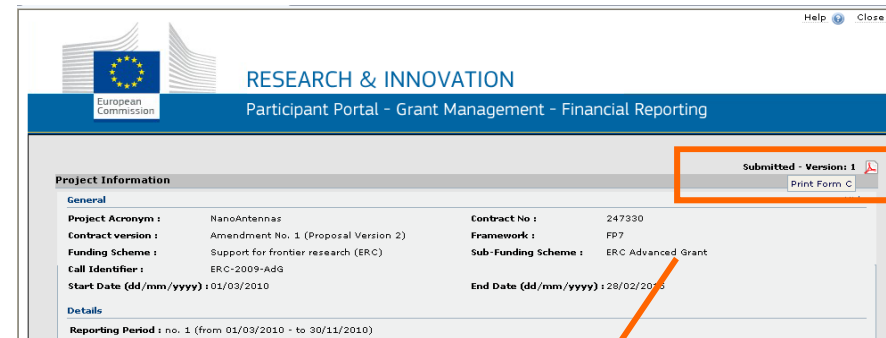 Help Close
European
Commission
RESEARCH & INNOVATION
Participant Portal - Grant Management - Financial Reporting
Submitted - Version: 1
Print Form C
Project Information
General
Project Acronym : NanoAntennas Contract No : 247330
Contract version : Amendment No. 1 (Proposal Version 2) Framework : FP7
Funding Scheme : Support for frontier research (ERC) Sub-Funding Scheme : ERC Advanced Grant
Call Identifier : ERC-2009-AdG
Start Date (dd/mm/yyyy) : 01/03/2010 End Date (dd/mm/yyyy) : 28/02/2015
Details
Reporting Period : no. 1 (from 01/03/2010 - to 30/11/2010)